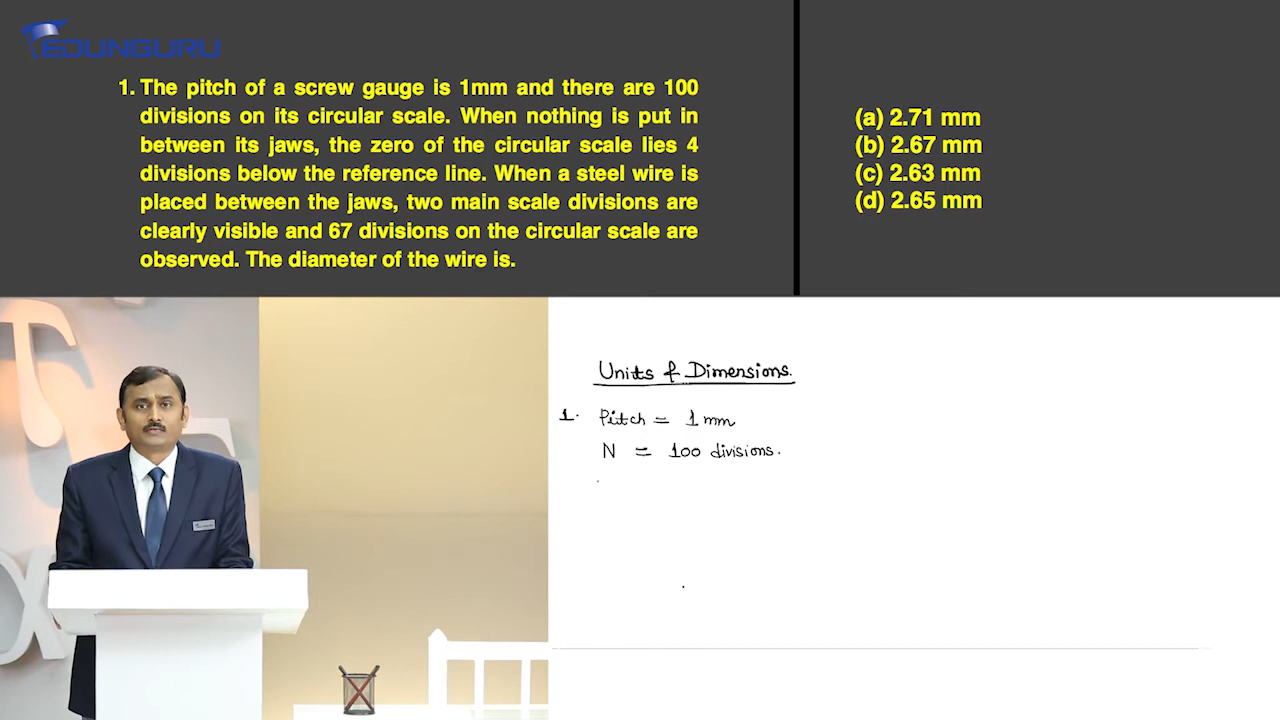 EDUNGURU
1. The pitch of a screw gauge is 1mm and there are 100
divisions on its circular scale. When nothing is put in
between its jaws, the zero of the circular scale lies 4
divisions below the reference line. When a steel wire is
placed between the jaws, two main scale divisions are
clearly visible and 67 divisions on the circular scale are
observed. The diameter of the wire is.
(a) 2.71 mm
(b) 2.67 mm
(c) 2.63 mm
(d) 2.65 mm
Units & Dimensions.
1. Pitch = 1 mm
N = 100 divisions.